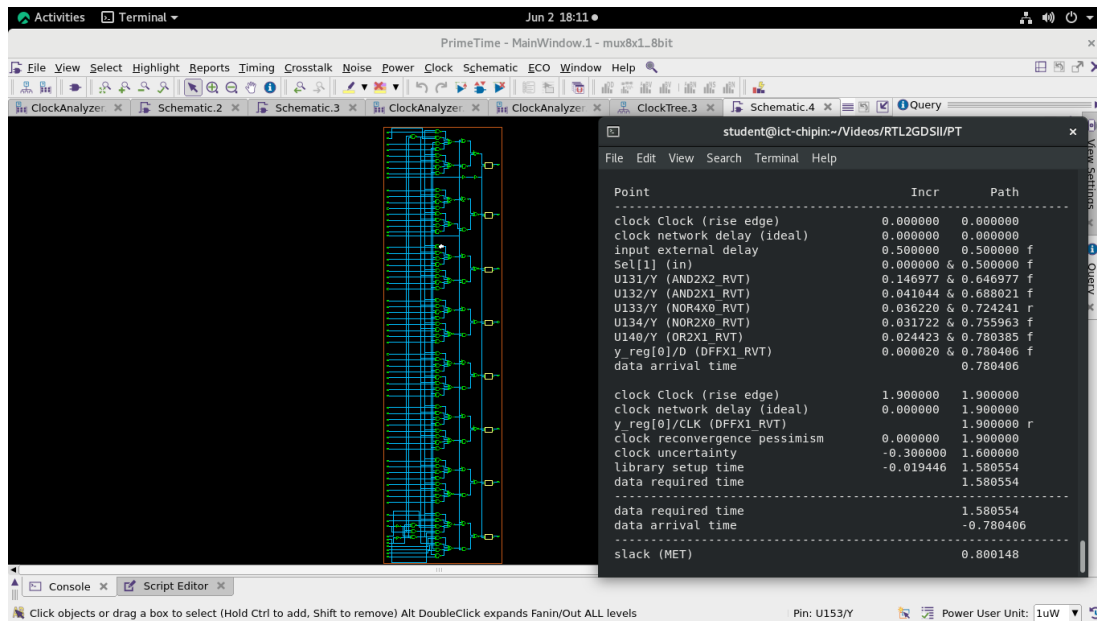 Activities Terminal Jun 2 18:11
PrimeTime - MainWindow.1 - mux8x1_8bit
File View Select Highlight Reports Timing Crosstalk Noise Power Clock Schematic ECO Window Help
ClockAnalyzer. Schematic.2 Schematic.3 ClockAnalyzer. ClockAnalyzer ClockTree.3 Schematic.4 Query
student@ict-chipin:~/Videos/RTL2GDSII/PT
File Edit View Search Terminal Help
Point Incr Path
--------------------------------------------------------------
clock Clock (rise edge) 0.000000 0.000000
clock network delay (ideal) 0.000000 0.000000
input external delay 0.500000 0.500000 f
Sel[1] (in) 0.000000 & 0.500000 f
U131/Y (AND2X2_RVT) 0.146977 & 0.646977 f
U132/Y (AND2X1_RVT) 0.041044 & 0.688021 f
U133/Y (NOR4X0_RVT) 0.036220 & 0.724241 r
U134/Y (NOR2X0_RVT) 0.031722 & 0.755963 f
U140/Y (OR2X1_RVT) 0.024423 & 0.780385 f
y_reg[0]/D (DFFX1_RVT) 0.000020 & 0.780406 f
data arrival time 0.780406
clock Clock (rise edge) 1.900000 1.900000
clock network delay (ideal) 0.000000 1.900000
y_reg[0]/CLK (DFFX1_RVT) 1.900000 r
clock reconvergence pessimism 0.000000 1.900000
clock uncertainty -0.300000 1.600000
library setup time -0.019446 1.580554
data required time 1.580554
--------------------------------------------------------------
data required time 1.580554
data arrival time -0.780406
--------------------------------------------------------------
slack (MET) 0.800148
View Settings
Query
Console Script Editor
Click objects or drag a box to select (Hold Ctrl to add, Shift to remove) Alt DoubleClick expands Fanin/Out ALL levels Pin: U153/Y Power User Unit: 1uW